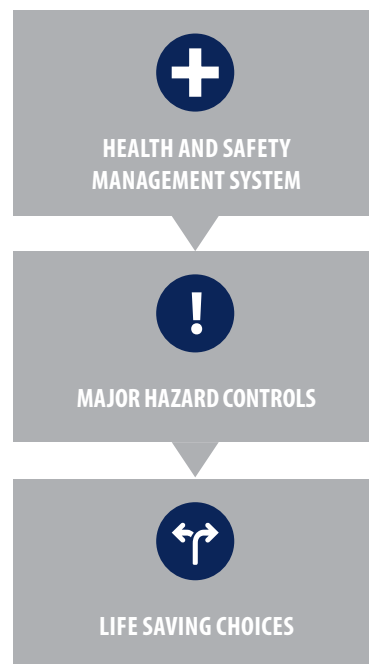 HEALTH AND SAFETY
MANAGEMENT SYSTEM
!
MAJOR HAZARD CONTROLS
LIFE SAVING CHOICES